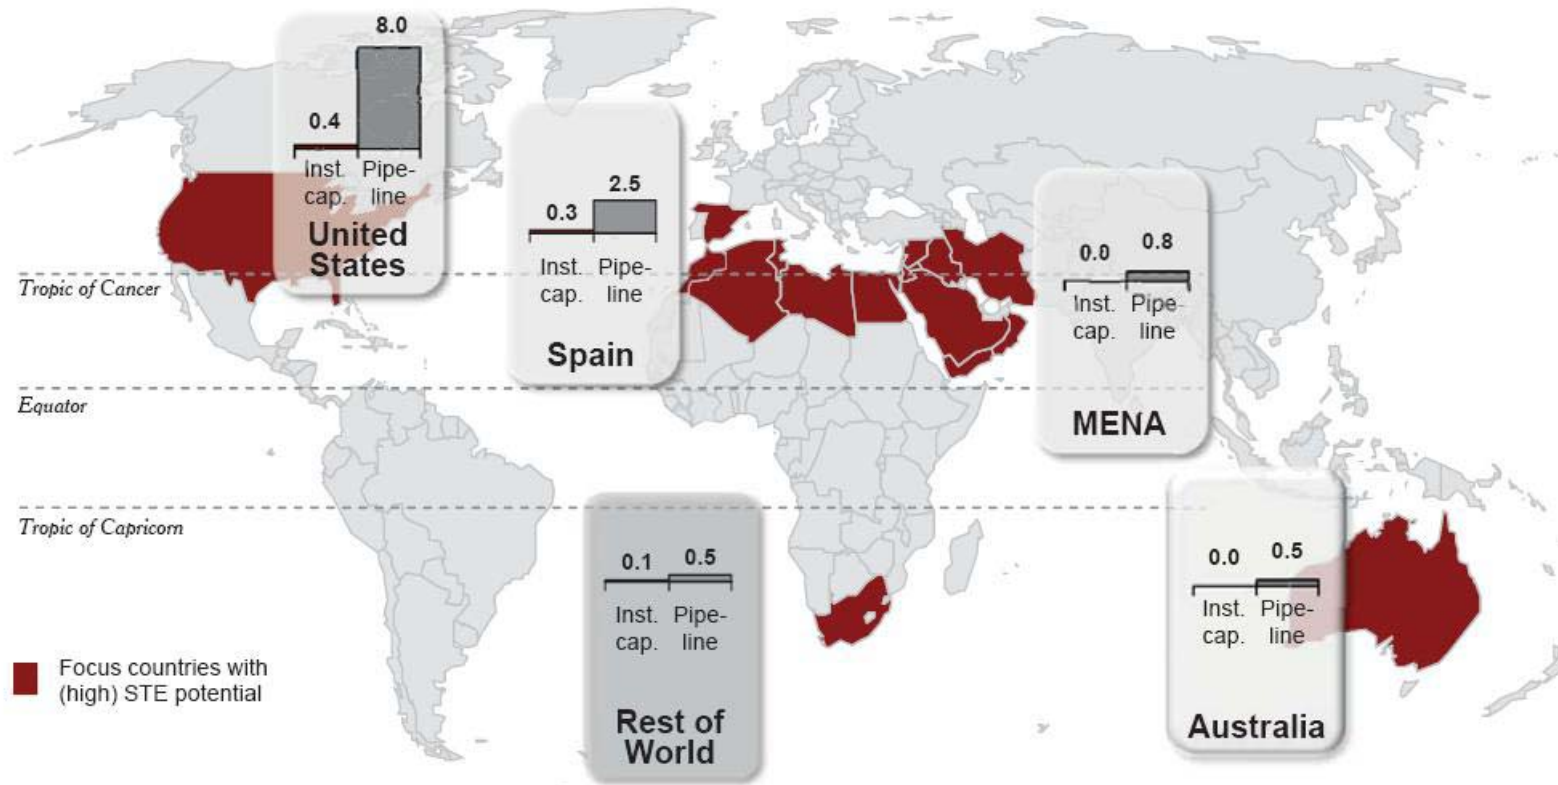 8.0
0.4
Inst. Pipe-
cap. line
United
States
2.5
0.3
Inst. Pipe-
cap. line
Spain
0.0 0.8
Inst. Pipe-
cap. line
MENA
Tropic of Cancer
Equator
Tropic of Capricorn
0.1 0.5
Inst. Pipe-
cap. line
Rest of
World
0.0 0.5
Inst. Pipe-
cap. line
Australia
Focus countries with
(high) STE potential